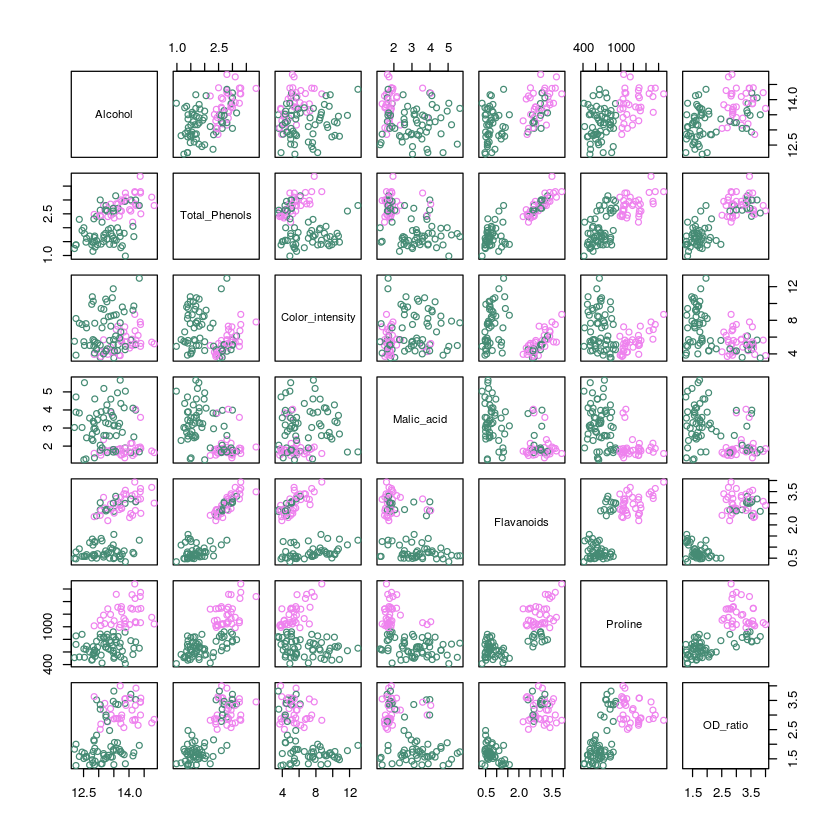 1.0 2.5 2 3 4 5 400 1000
Alcohol 12.5 14.0
1.0 2.5 Total_Phenols
Color_intensity 4 8 12
2 3 4 5 Malic_acid
Flavanoids 0.5 2.0 3.5
400 1000 Proline
OD_ratio 1.5 2.5 3.5
12.5 14.0 4 8 12 0.5 2.0 3.5 1.5 2.5 3.5